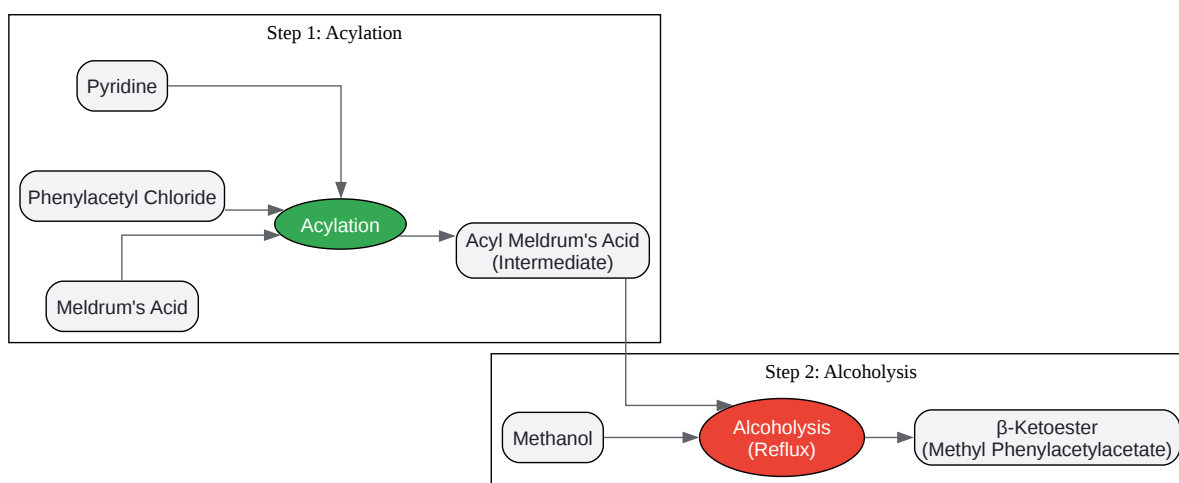 Step 1: Acylation
Pyridine
Phenylacetyl Chloride
Meldrum's Acid
Acylation
Acyl Meldrum's Acid
(Intermediate)
Step 2: Alcoholysis
Methanol
Alcoholysis
(Reflux)
β-Ketoester
(Methyl Phenylacetylacetate)